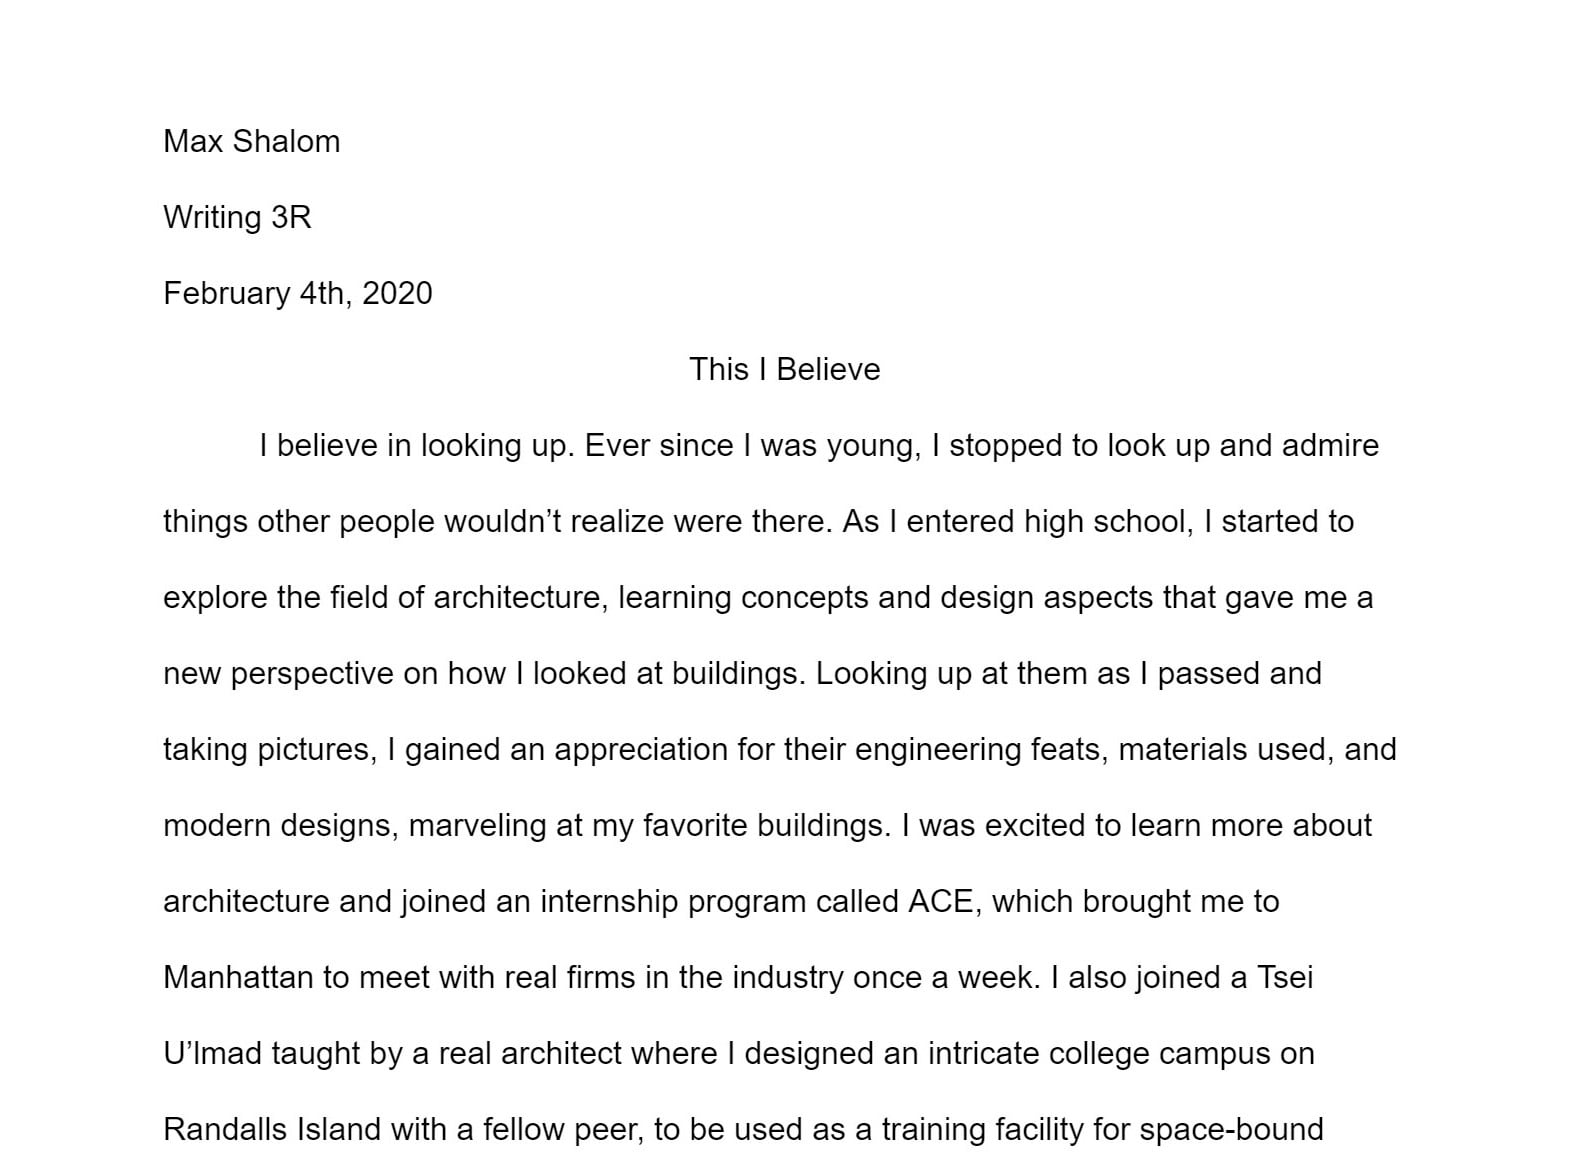 Max Shalom
Writing 3R
February 4th, 2020
This I Believe
I believe in looking up. Ever since I was young, I stopped to look up and admire
things other people wouldn’t realize were there. As I entered high school, I started to
explore the field of architecture, learning concepts and design aspects that gave me a
new perspective on how I looked at buildings. Looking up at them as I passed and
taking pictures, I gained an appreciation for their engineering feats, materials used, and
modern designs, marveling at my favorite buildings. I was excited to learn more about
architecture and joined an internship program called ACE, which brought me to
Manhattan to meet with real firms in the industry once a week. I also joined a Tsei
U’lmad taught by a real architect where I designed an intricate college campus on
Randalls Island with a fellow peer, to be used as a training facility for space-bound